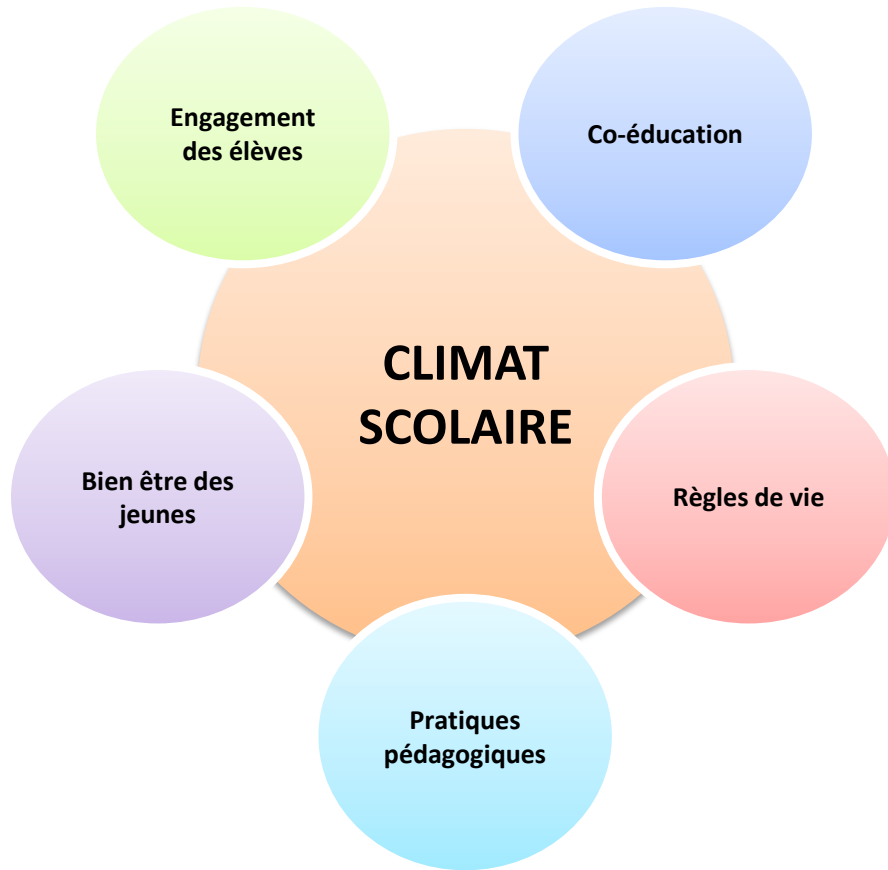 Engagement
des élèves
Co-éducation
CLIMAT
SCOLAIRE
Bien être des
jeunes
Règles de vie
Pratiques
pédagogiques